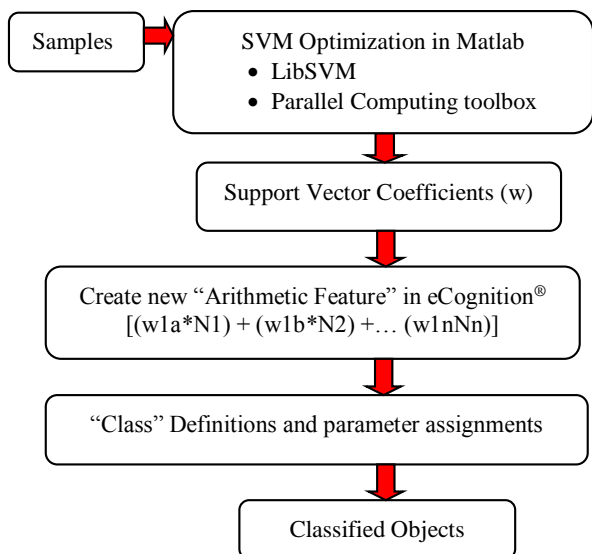 Samples
SVM Optimization in Matlab
• LibSVM
• Parallel Computing toolbox
Support Vector Coefficients (w)
Create new “Arithmetic Feature” in eCognition®
[(w1a*N1) + (w1b*N2) +… (w1nNn)]
“Class” Definitions and parameter assignments
Classified Objects